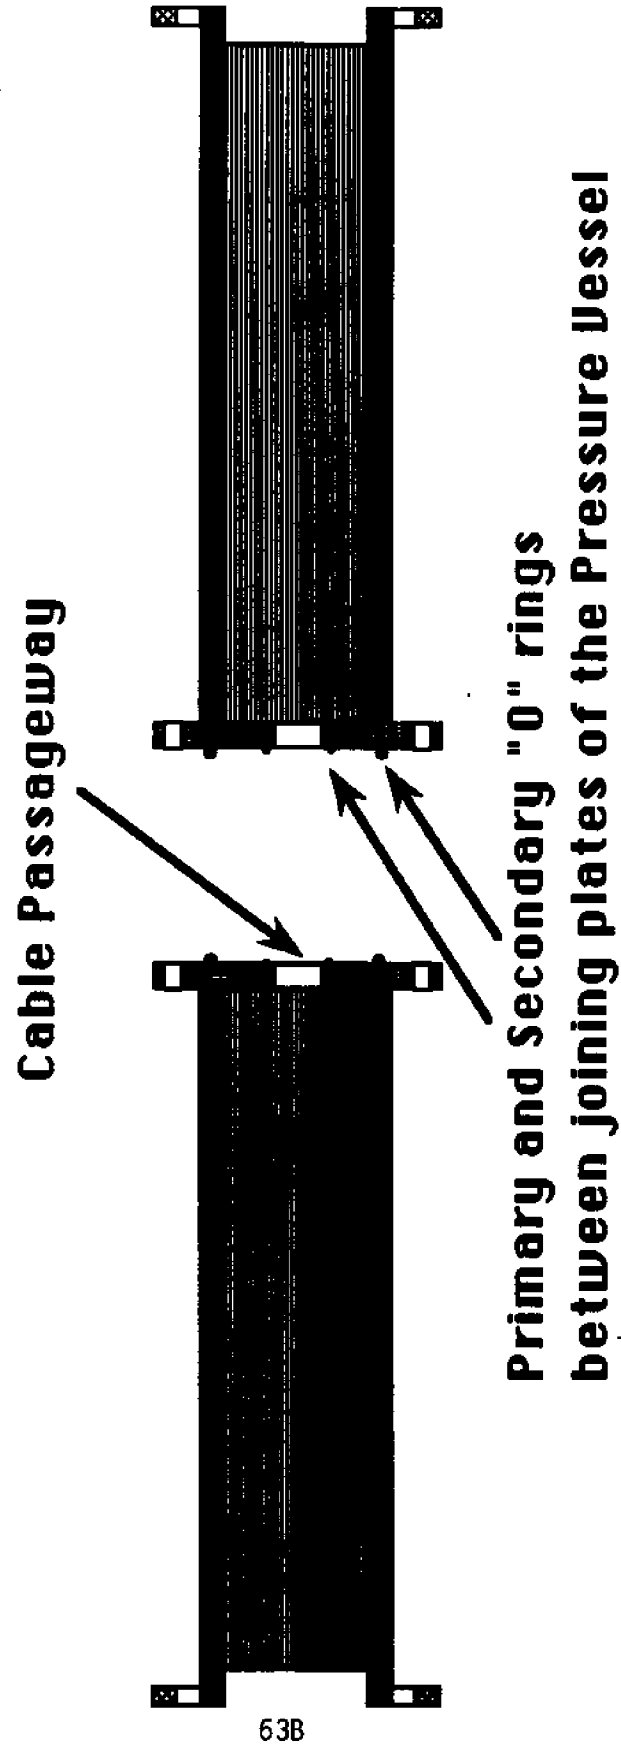 Cable Passageway
Primary and Secondary "O" rings
between joining plates of the Pressure Vessel
63B